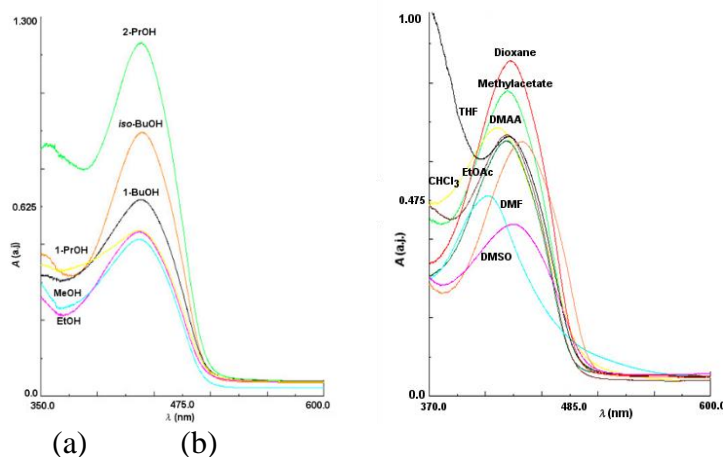 1.300
2-PrOH
iso-BuOH
1-BuOH
0.625
A (a.j)
1-PrOH
MeOH
EtOH
0.0
350.0 475.0 600.0
λ (nm)
1.00
Dioxane
Methylacetate
THF
DMAA
EtOAc
CHCl3
0.475
DMF
A (a.j.)
DMSO
0.0
370.0 485.0 600.0
λ (nm)
(a) (b)